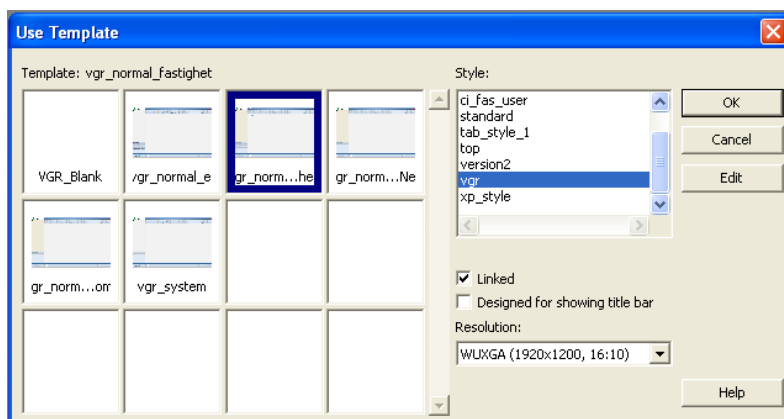 Use Template
Template: vgr_normal_fastighet
VGR_Blank
vgr_normal_e
gr_norm...he
gr_norm...Ne
gr_norm...om
vgr_system
Style:
ci_fas_user
standard
tab_style_1
top
version2
vgr
xp_style
Linked
Designed for showing title bar
Resolution:
WUXGA (1920x1200, 16:10)
OK
Cancel
Edit
Help